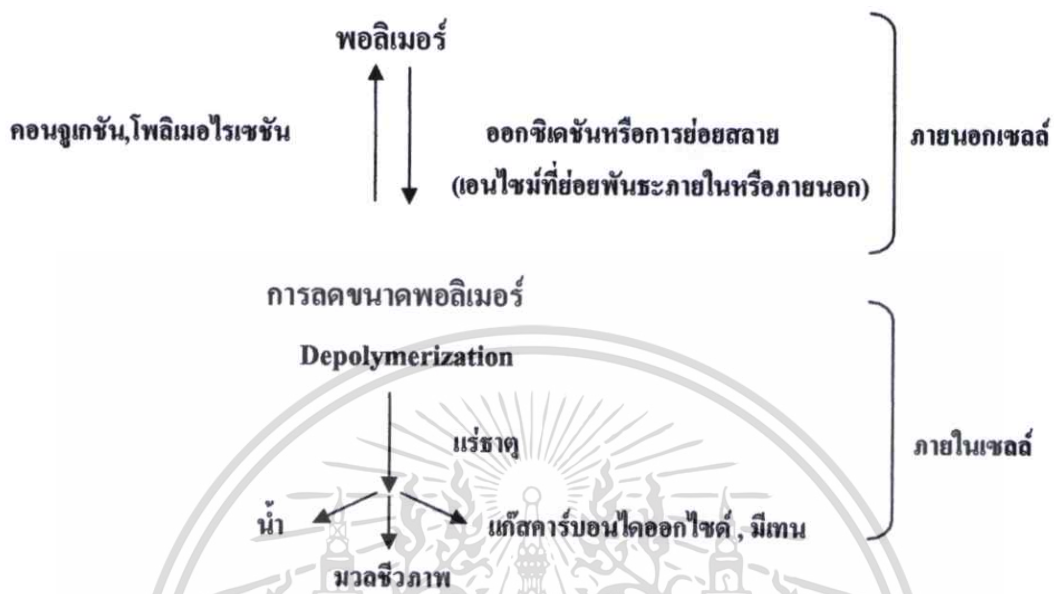 พอลิเมอร์
คอนจูเกชัน,โพลิเมอไรเซชัน
ออกซิเดชันหรือการย่อยสลาย
(เอนไซม์ที่ย่อยพันธะภายในหรือภายนอก)
ภายนอกเซลล์
การลดขนาดพอลิเมอร์
Depolymerization
แร่ธาตุ
ภายในเซลล์
น้ำ
แก๊สคาร์บอนไดออกไซด์ , มีเทน
มวลชีวภาพ